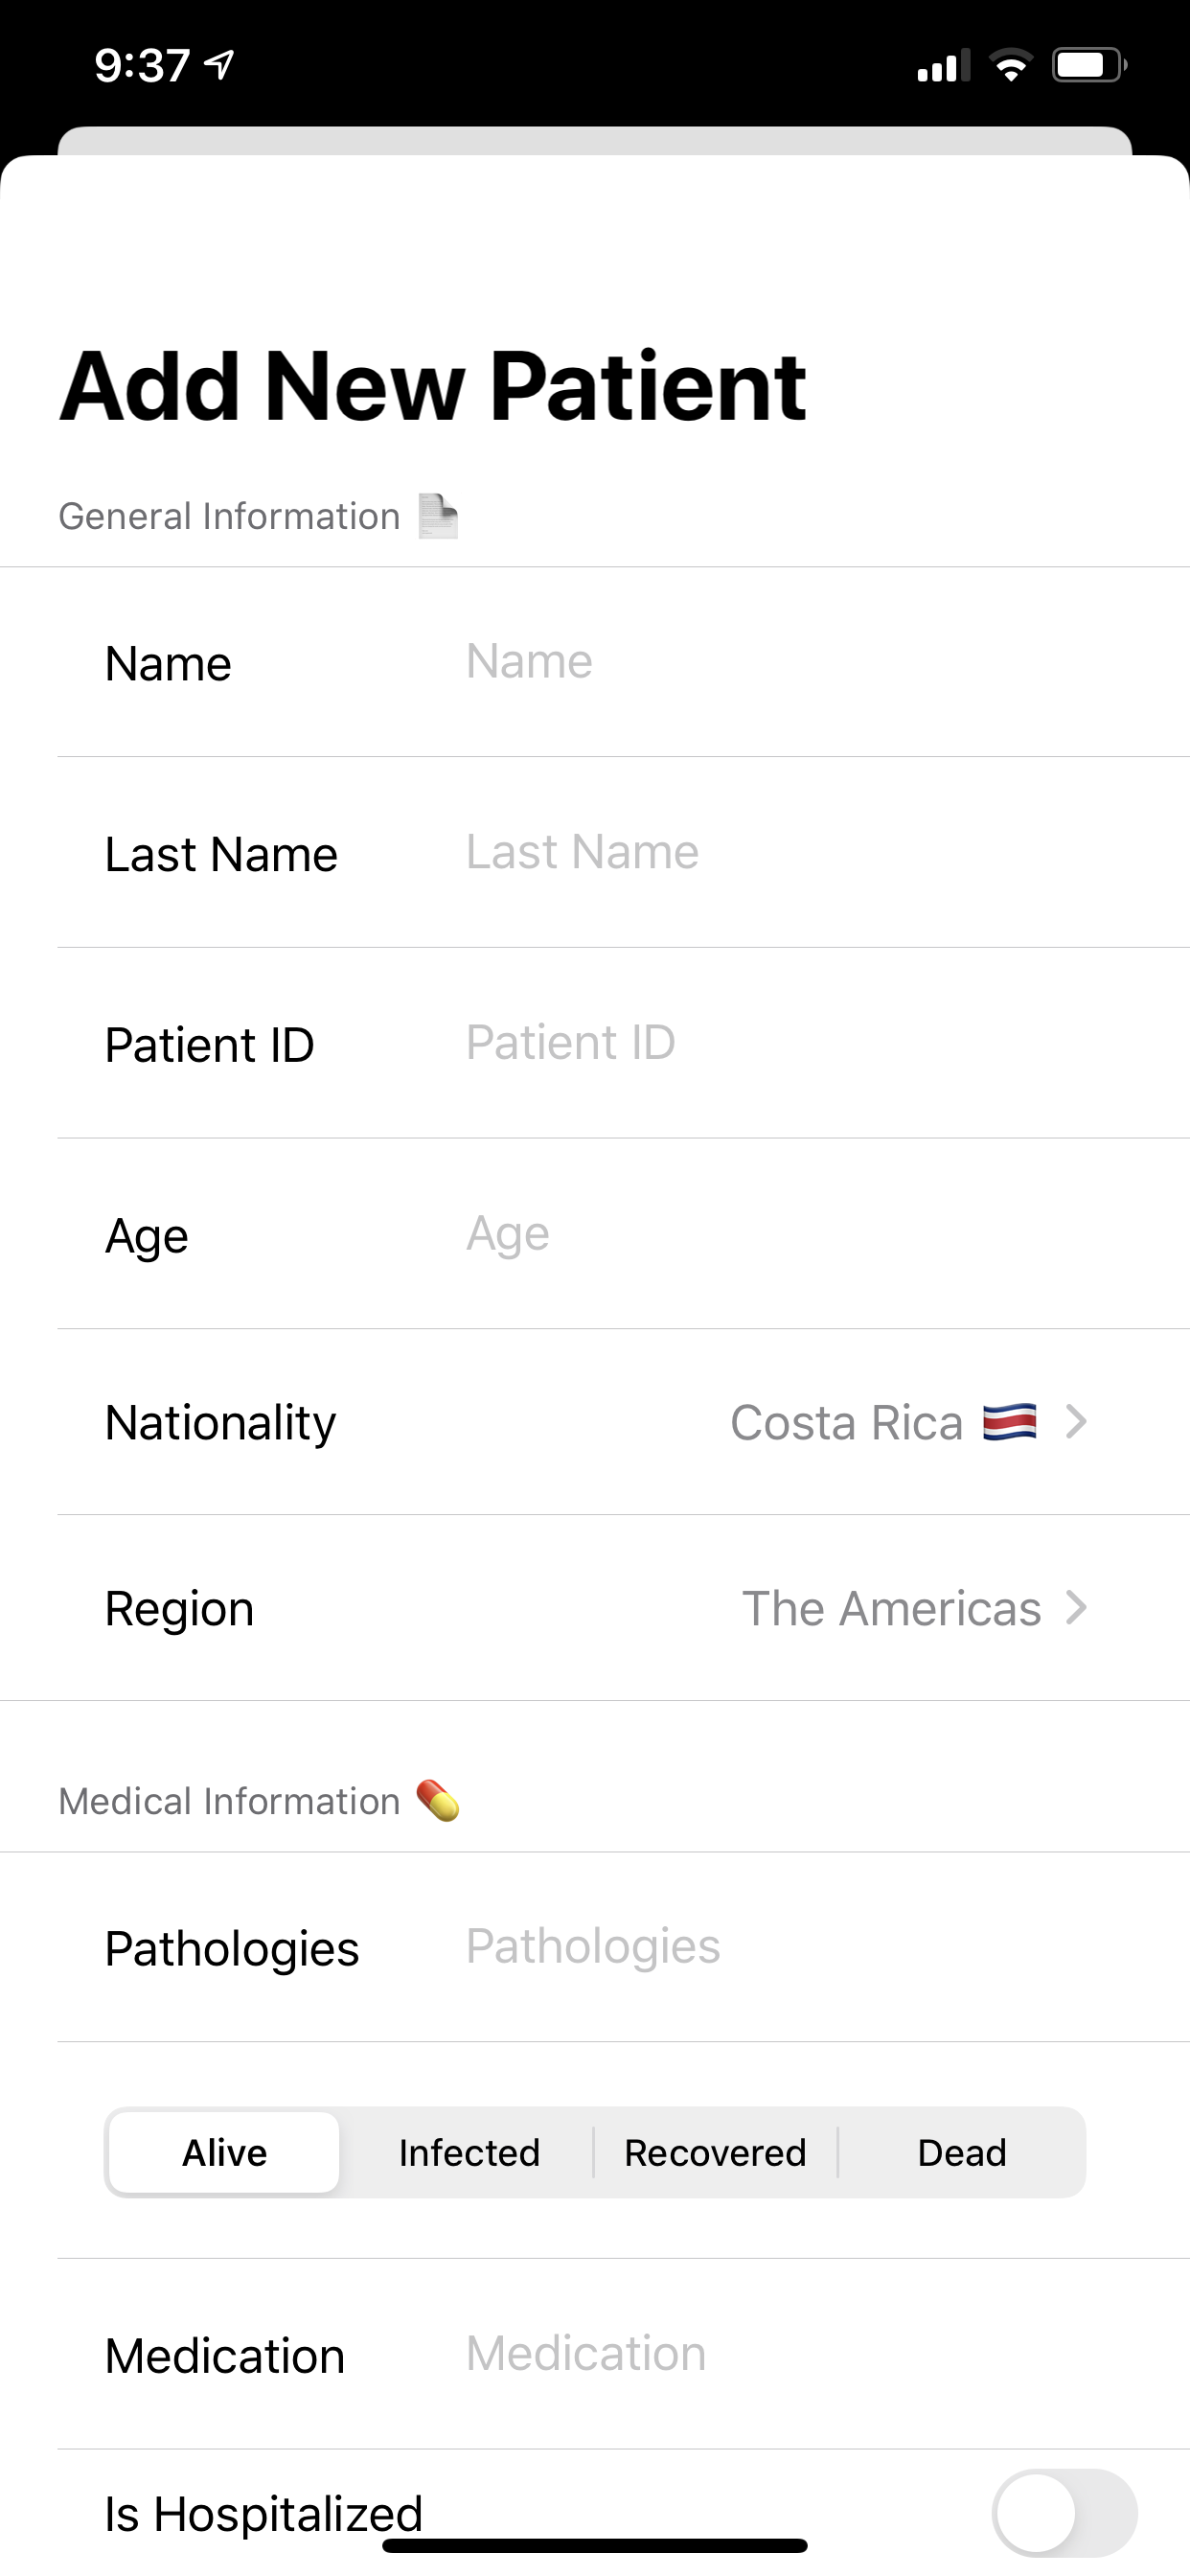 9:37
Add New Patient
General Information
Name Name
Last Name Last Name
Patient ID Patient ID
Age Age
Nationality Costa Rica 🇨🇷
Region The Americas
Medical Information 💊
Pathologies Pathologies
Alive Infected Recovered Dead
Medication Medication
Is Hospitalized